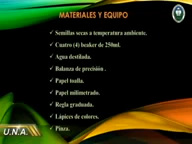 MATERIALES Y EQUIPO
✓ Semillas secas a temperatura ambiente.
✓ Cuatro (4) beaker de 250ml.
✓ Agua destilada.
✓ Balanza de precisión .
✓ Papel toalla.
✓ Papel milimetrado.
✓ Regla graduada.
✓ Lápices de colores.
✓ Pinza.
U.N.A.